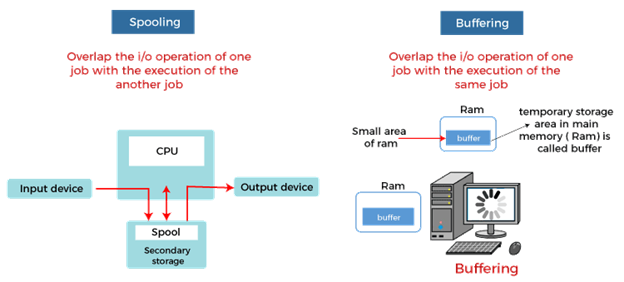 Spooling
Overlap the i/o operation of one
job with the execution of the
another job
CPU
Input device
Output device
Spool
Secondary
storage
Buffering
Overlap the i/o operation of one
job with the execution of the
same job
Ram
Small area
of ram
buffer
temporary storage
area in main
memory ( Ram) is
called buffer
Ram
buffer
Buffering